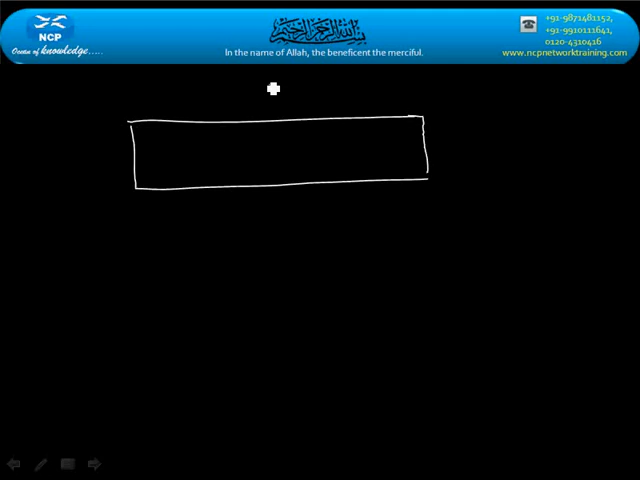 NCP
Ocean of knowledge.....
بسم الله الرحمن الرحيم
In the name of Allah, the beneficent the merciful.
+91-9871481152,
+91-9910111641,
0120-4310416
www.ncpnetworktraining.com